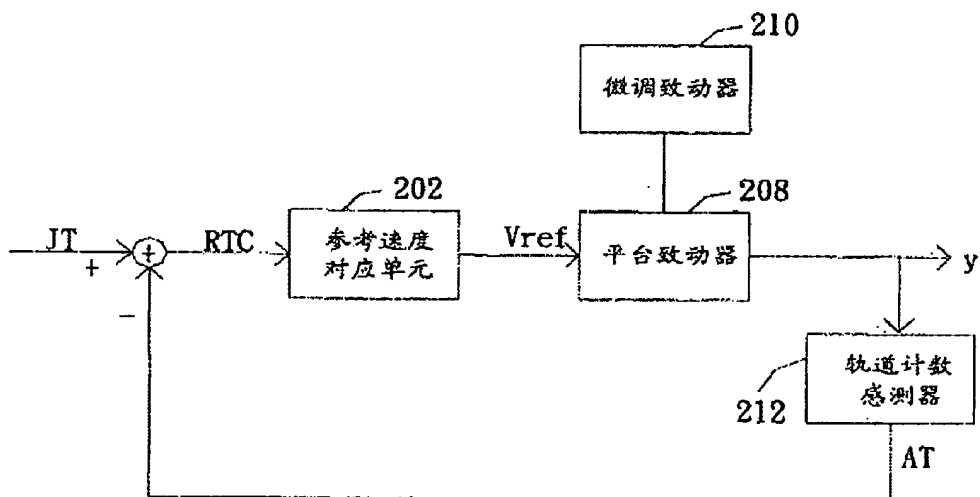 210
微调致动器
202
208
JT
+
+
RTC
参考速度
对应单元
Vref
平台致动器
y
−
轨道计数
感测器
212
AT